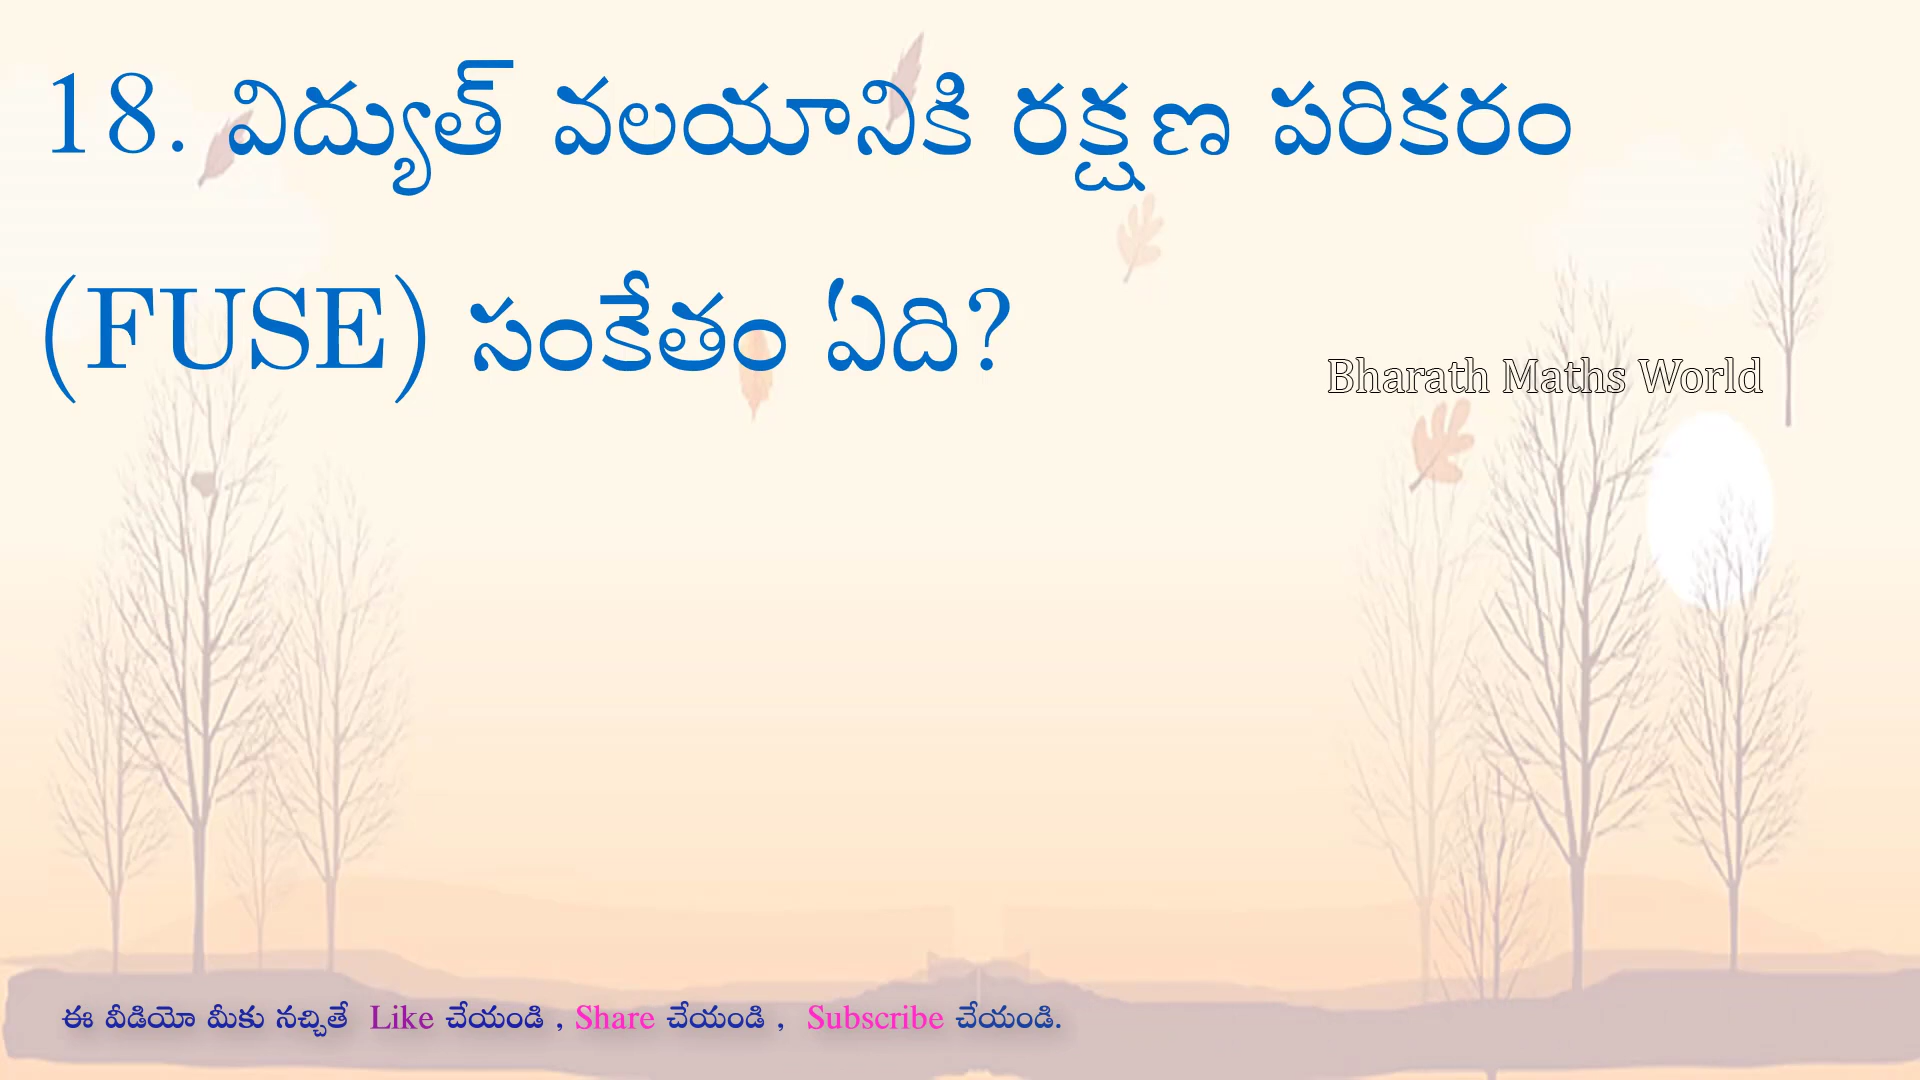 18. విద్యుత్ వలయానికి రక్షణ పరికరం
(FUSE) సంకేతం ఏది?
Bharath Maths World
ఈ వీడియో మీకు నచ్చితే Like చేయండి , Share చేయండి , Subscribe చేయండి.